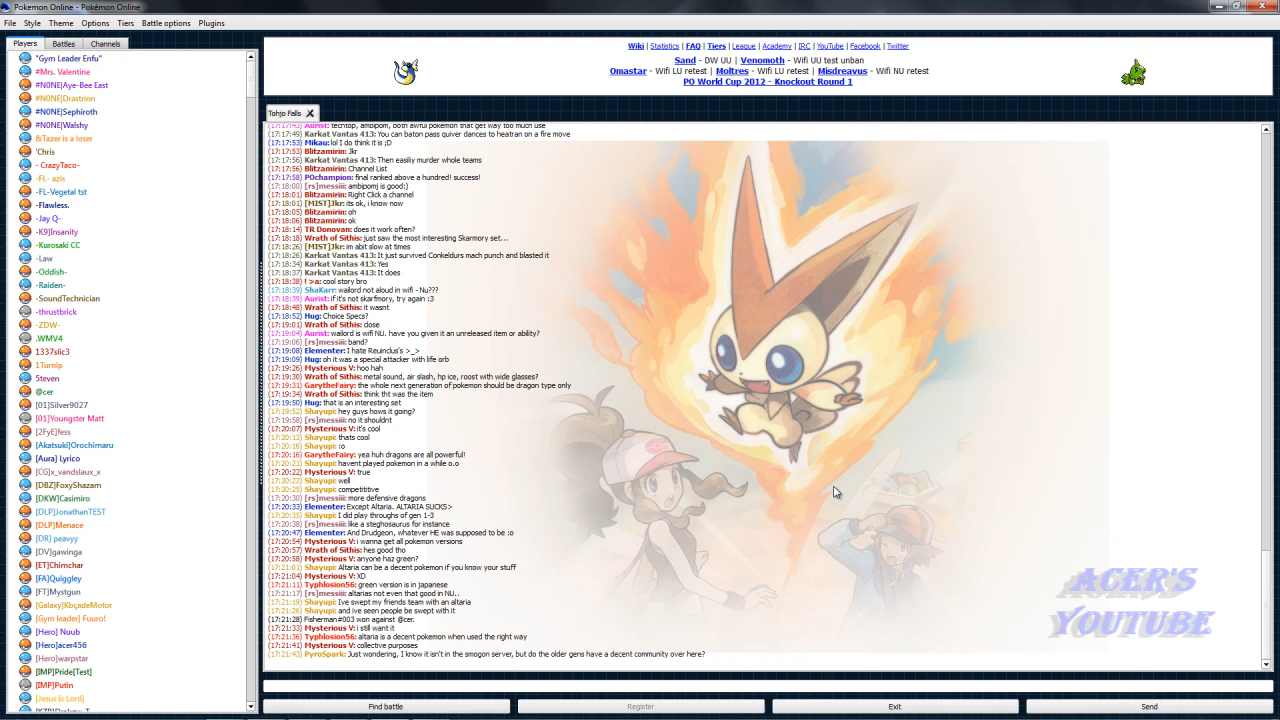 Pokemon Online - Pokémon Online
File Style Theme Options Tiers Battle options Plugins
Players Battles Channels
"Gym Leader Enfu"
#Mrs. Valentine
#N0NE|Aye-Bee East
#N0NE|Drastrion
#N0NE|Sephiroth
#N0NE|Walshy
&Tazer is a loser
'Chris
- CrazyTaco-
-FL- azis
-FL-Vegetal tst
-Flawless.
-Jay Q-
-K9]Insanity
-Kurosaki CC
-Law
-Oddish-
-Raiden-
-SoundTechnician
-thrustbrick
-ZDW-
.WMV4
1337slic3
1Turnip
5teven
@cer
[01]Silver9027
[01]Youngster Matt
[2FyE]fess
[Akatsuki]Orochimaru
[Aura] Lyrico
[CG]x_vandslaux_x
[DBZ]FoxyShazam
[DKW]Casimiro
[DLP]JonathanTEST
[DLP]Menace
[DR] peavyy
[DV]gawinga
[ET]Chimchar
[FA]Quiggley
[FT]Mystgun
[Galaxy]KbçadeMotor
[Gym leader] Fuuro!
[Hero] Nuub
[Hero]acer456
[Hero]warpstar
[IMP]Pride[Test]
[IMP]Putin
[Jesus Is Lord]
Wiki | Statistics | FAQ | Tiers | League | Academy | IRC | YouTube | Facebook | Twitter
Sand - DW UU | Venomoth - Wifi UU test unban
Omastar - Wifi LU retest | Moltres - Wifi LU retest | Misdreavus - Wifi NU retest
PO World Cup 2012 - Knockout Round 1
Tohjo Falls X
(17:17:43) Aurist: techtop, ambipom, both awful pokemon that get way too much use
(17:17:49) Karkat Vantas 413: You can baton pass quiver dances to heatran on a fire move
(17:17:53) Mikau: lol I do think it is ;D
(17:17:53) Blitzamirin: Jkr
(17:17:56) Karkat Vantas 413: Then easiliy murder whole teams
(17:17:56) Blitzamirin: Channel List
(17:17:58) POchampion: final ranked above a hundred! success!
(17:18:00) [rs]messiii: ambipomj is good:)
(17:18:01) Blitzamirin: Right Click a channel
(17:18:01) [MIST]Jkr: its ok, i know now
(17:18:05) Blitzamirin: oh
(17:18:06) Blitzamirin: ok
(17:18:14) TR Donovan: does it work often?
(17:18:18) Wrath of Sithis: just saw the most interesting Skarmory set...
(17:18:26) [MIST]Jkr: im abit slow at times
(17:18:26) Karkat Vantas 413: It just survived Conkeldurs mach punch and blasted it
(17:18:34) Karkat Vantas 413: Yes
(17:18:37) Karkat Vantas 413: It does
(17:18:38) ! >a: cool story bro
(17:18:39) ShaKarr: wailord not aloud in wifi - Nu???
(17:18:39) Aurist: if it's not skarfmory, try again :3
(17:18:48) Wrath of Sithis: it wasnt
(17:18:52) Hug: Choice Specs?
(17:19:01) Wrath of Sithis: close
(17:19:04) Aurist: wailord is wifi NU. have you given it an unreleased item or ability?
(17:19:06) [rs]messiii: band?
(17:19:08) Elementer: I hate Reuinclus's >_>
(17:19:09) Hug: oh it was a special attacker with life orb
(17:19:26) Mysterious V: hoo hah
(17:19:30) Wrath of Sithis: metal sound, air slash, hp ice, roost with wide glasses?
(17:19:31) GarytheFairy: the whole next generation of pokemon should be dragon type only
(17:19:34) Wrath of Sithis: think tht was the item
(17:19:50) Hug: that is an interesting set
(17:19:52) Shayupi: hey guys hows it going?
(17:19:58) [rs]messiii: no it shouldnt
(17:20:07) Mysterious V: it's cool
(17:20:13) Shayupi: thats cool
(17:20:16) Shayupi: :o
(17:20:16) GarytheFairy: yea huh dragons are all powerful!
(17:20:21) Shayupi: havent played pokemon in a while o.o
(17:20:22) Mysterious V: true
(17:20:22) Shayupi: well
(17:20:25) Shayupi: competititive
(17:20:30) [rs]messiii: more defensive dragons
(17:20:33) Elementer: Except Altaria. ALTARIA SUCKS>
(17:20:35) Shayupi: I did play throughs of gen 1-3
(17:20:38) [rs]messiii: like a steghosaurus for instance
(17:20:47) Elementer: And Drudgeon, whatever HE was supposed to be :o
(17:20:54) Mysterious V: i wanna get all pokemon versions
(17:20:57) Wrath of Sithis: hes good tho
(17:20:58) Mysterious V: anyone haz green?
(17:21:01) Shayupi: Altaria can be a decent pokemon if you know your stuff
(17:21:04) Mysterious V: XD
(17:21:11) Typhlosion56: green version is in japanese
(17:21:17) [rs]messiii: altarias not even that good in NU..
(17:21:19) Shayupi: Ive swept my friends team with an altaria
(17:21:26) Shayupi: and ive seen people be swept with it
(17:21:28) Fisherman#003 won against @cer.
(17:21:33) Mysterious V: i still want it
(17:21:36) Typhlosion56: altaria is a decent pokemon when used the right way
(17:21:41) Mysterious V: collective purposes
(17:21:43) PyroSpark: Just wondering, I know it isn't in the smogon server, but do the older gens have a decent community over here?
ACER'S
YOUTUBE
Find battle Register Exit Send